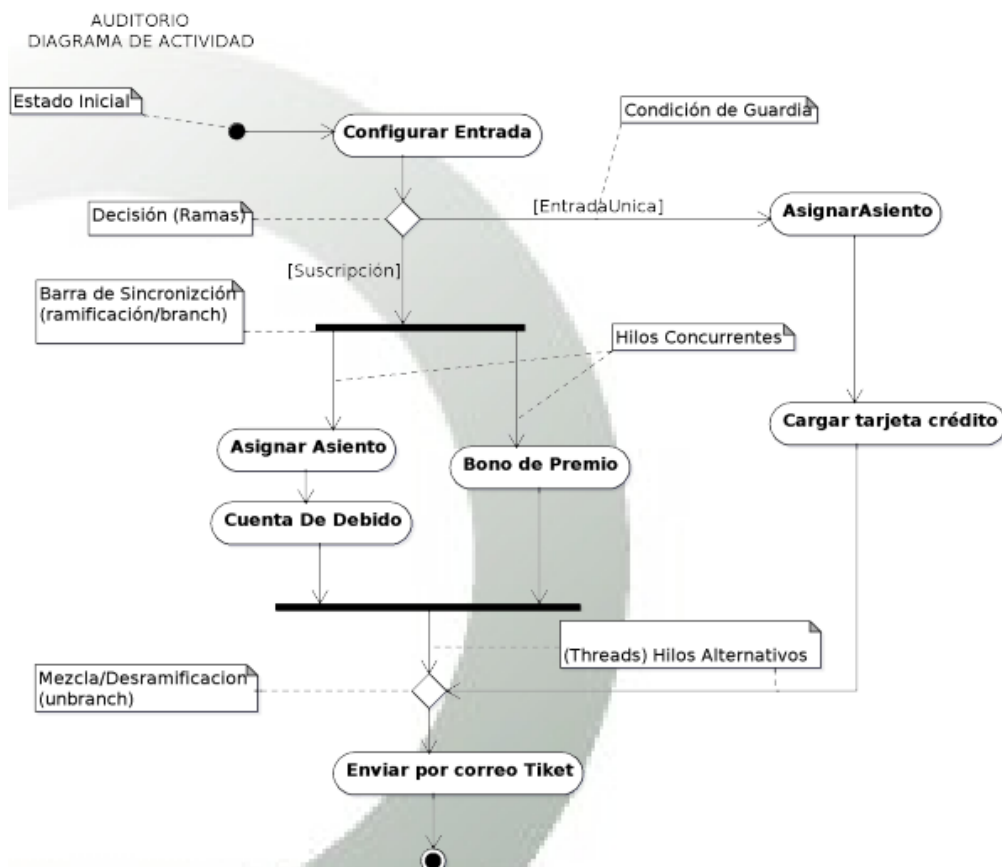 AUDITORIO
DIAGRAMA DE ACTIVIDAD
Estado Inicial
Configurar Entrada
Condición de Guardia
Decisión (Ramas)
[EntradaUnica]
AsignarAsiento
[Suscripción]
Barra de Sincronizción
(ramificación/branch)
Hilos Concurrentes
Cargar tarjeta crédito
Asignar Asiento
Bono de Premio
Cuenta De Debido
(Threads) Hilos Alternativos
Mezcla/Desramificacion
(unbranch)
Enviar por correo Tiket